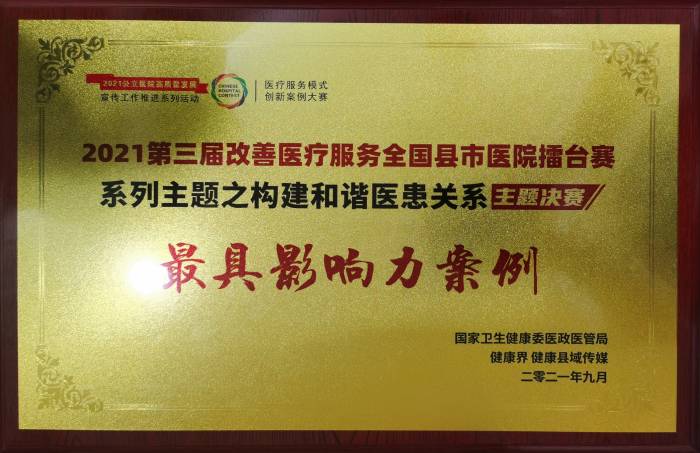 2021公立医院高质量发展
宣传工作推进系列活动
CHINESE
HOSPITAL
CONTEST
医疗服务模式
创新案例大赛
2021第三届改善医疗服务全国县市医院擂台赛
系列主题之构建和谐医患关系 主题决赛
最具影响力案例
国家卫生健康委医政医管局
健康界 健康县域传媒
二零二一年九月